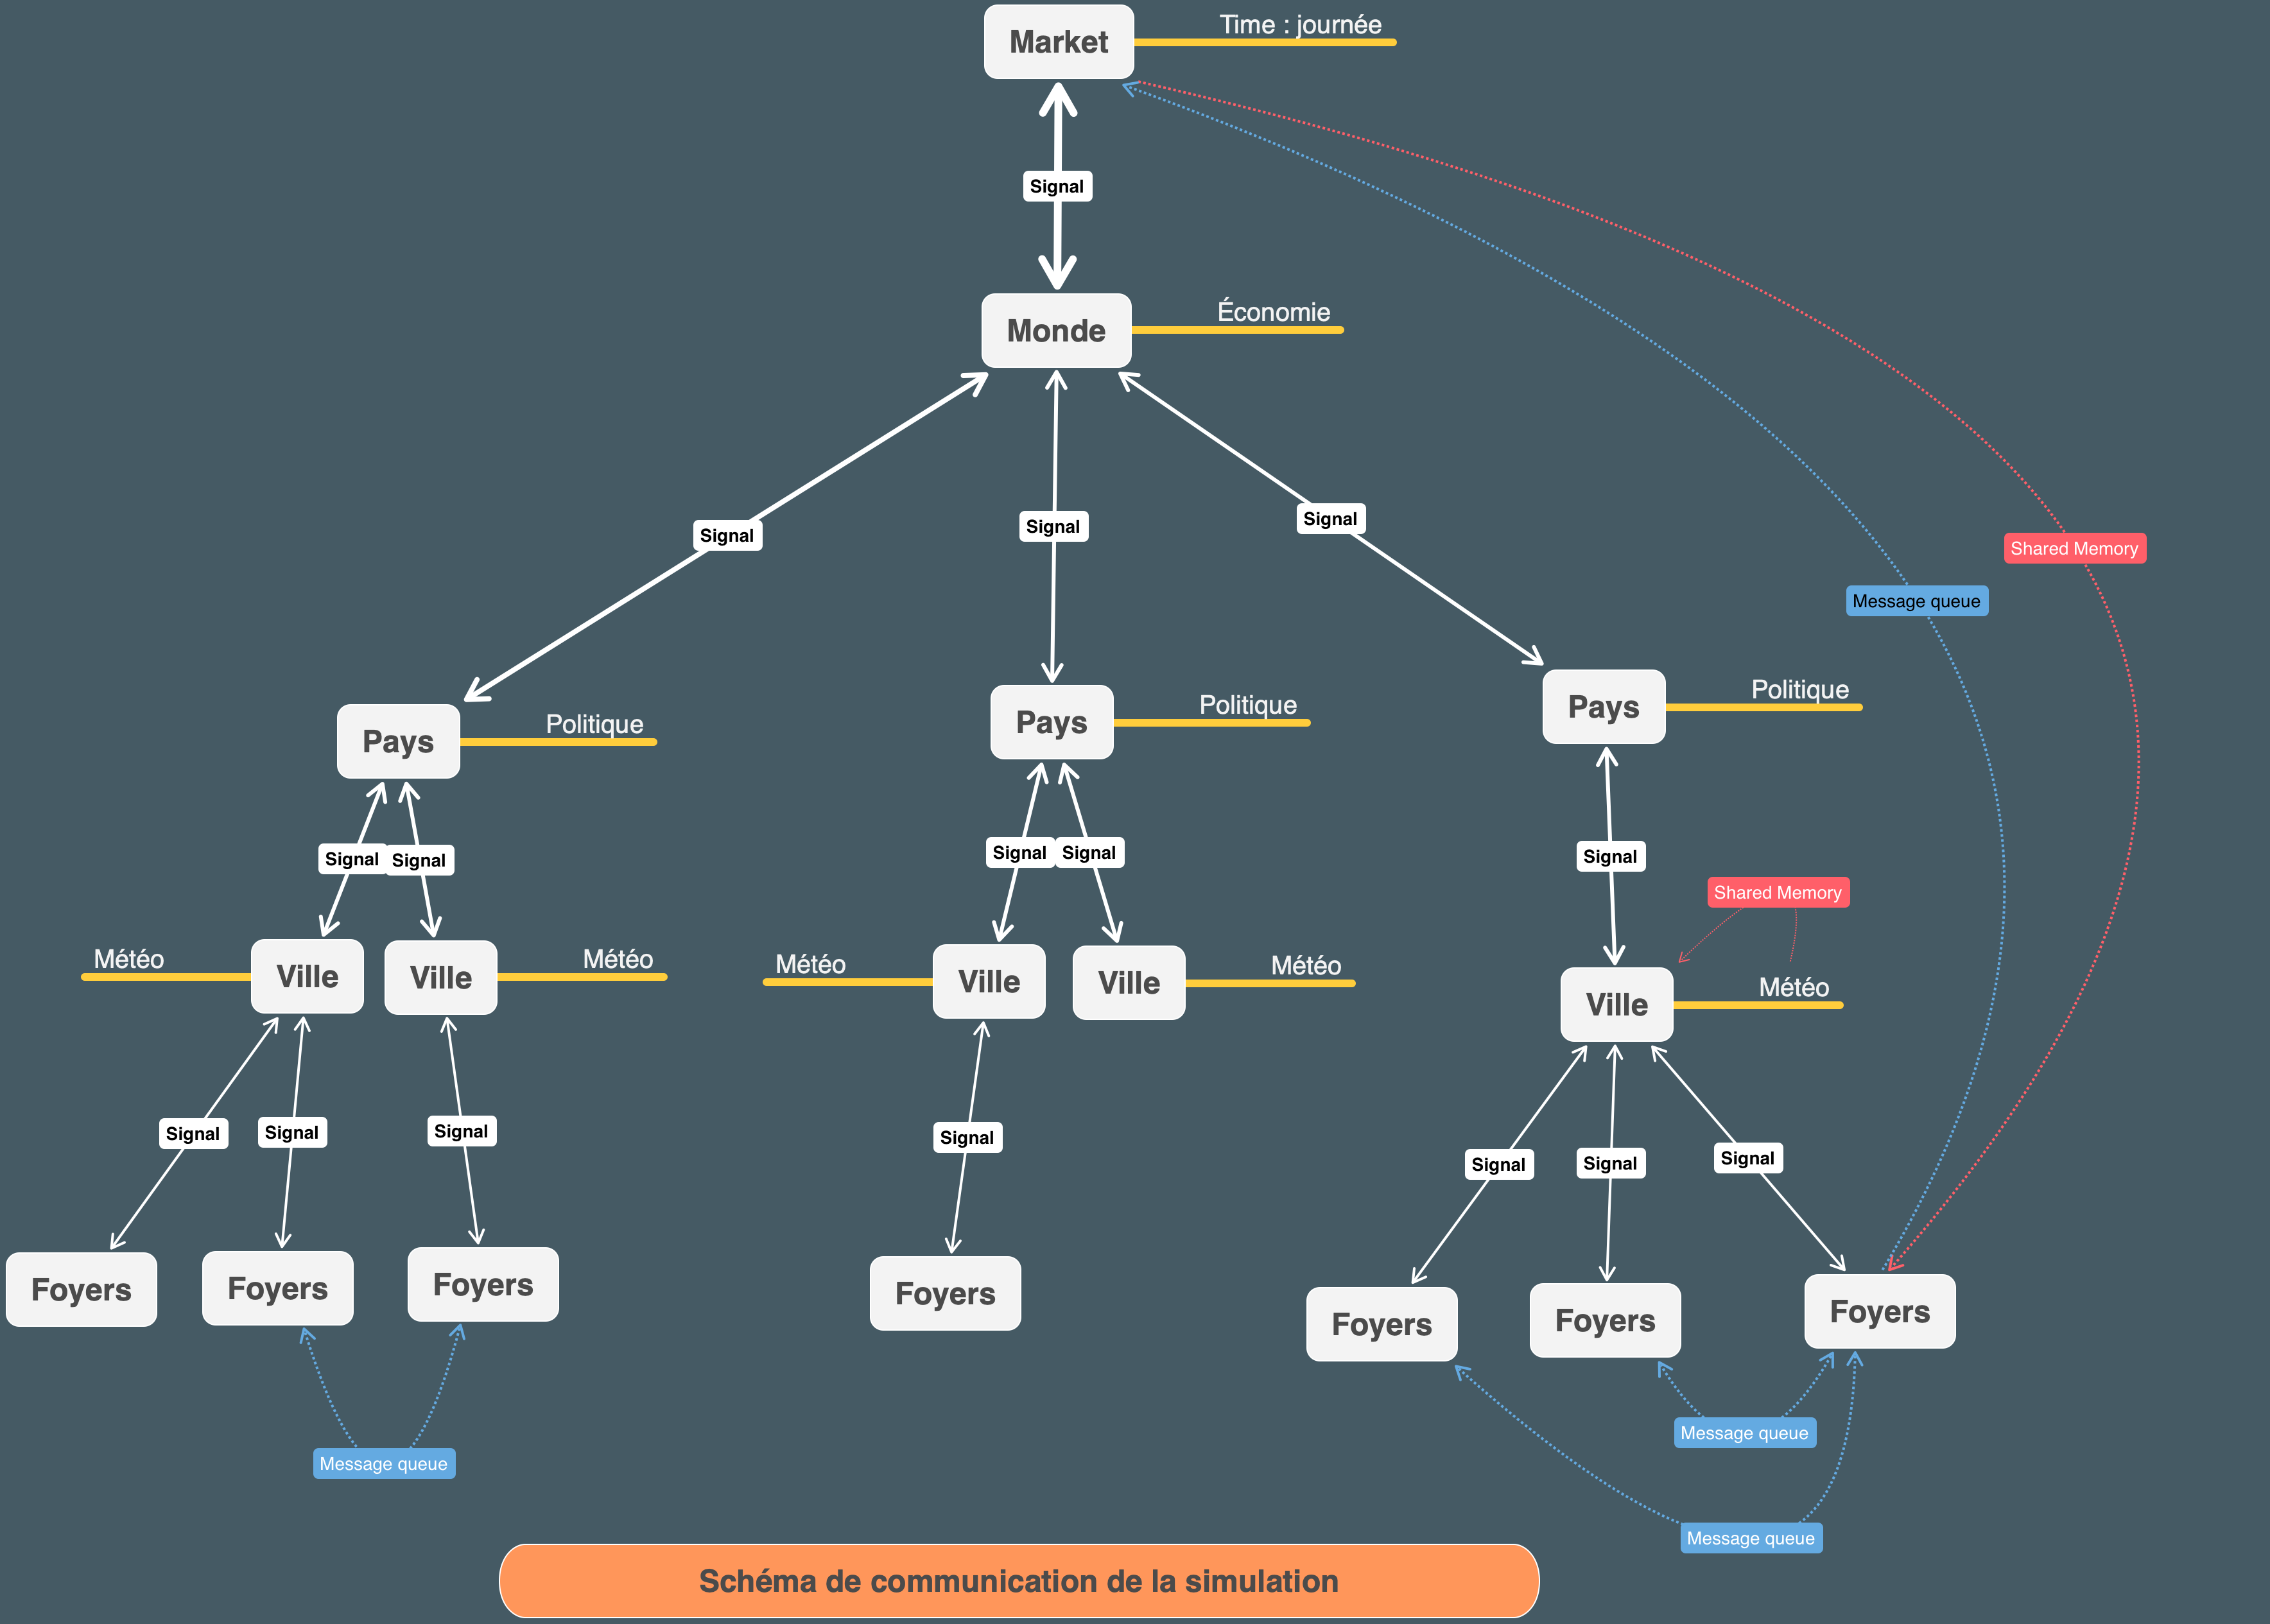 Time : journée
Market
Signal
Économie
Monde
Signal
Signal
Signal
Shared Memory
Message queue
Politique
Pays
Politique
Pays
Politique
Pays
Signal
Signal
Signal
Signal
Signal
Shared Memory
Météo
Ville
Ville
Météo
Météo
Ville
Ville
Météo
Ville
Météo
Signal
Signal
Signal
Signal
Signal
Signal
Signal
Foyers
Foyers
Foyers
Foyers
Foyers
Foyers
Foyers
Message queue
Message queue
Message queue
Schéma de communication de la simulation